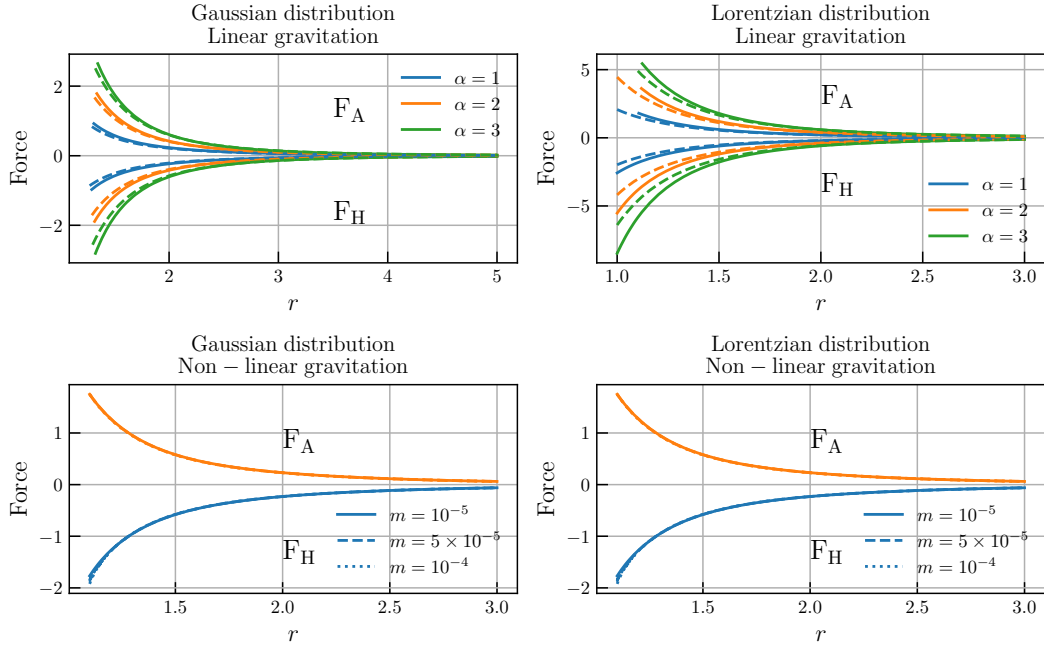 Gaussian distribution
Linear gravitation
Force
2
0
−2
F_A
F_H
α = 1
α = 2
α = 3
2
3
4
5
r
Lorentzian distribution
Linear gravitation
Force
5
0
−5
F_A
F_H
α = 1
α = 2
α = 3
1.0
1.5
2.0
2.5
3.0
r
Gaussian distribution
Non − linear gravitation
Force
1
0
−1
−2
F_A
F_H
m = 10^−5
m = 5 × 10^−5
m = 10^−4
1.5
2.0
2.5
3.0
r
Lorentzian distribution
Non − linear gravitation
Force
1
0
−1
−2
F_A
F_H
m = 10^−5
m = 5 × 10^−5
m = 10^−4
1.0
1.5
2.0
2.5
3.0
r